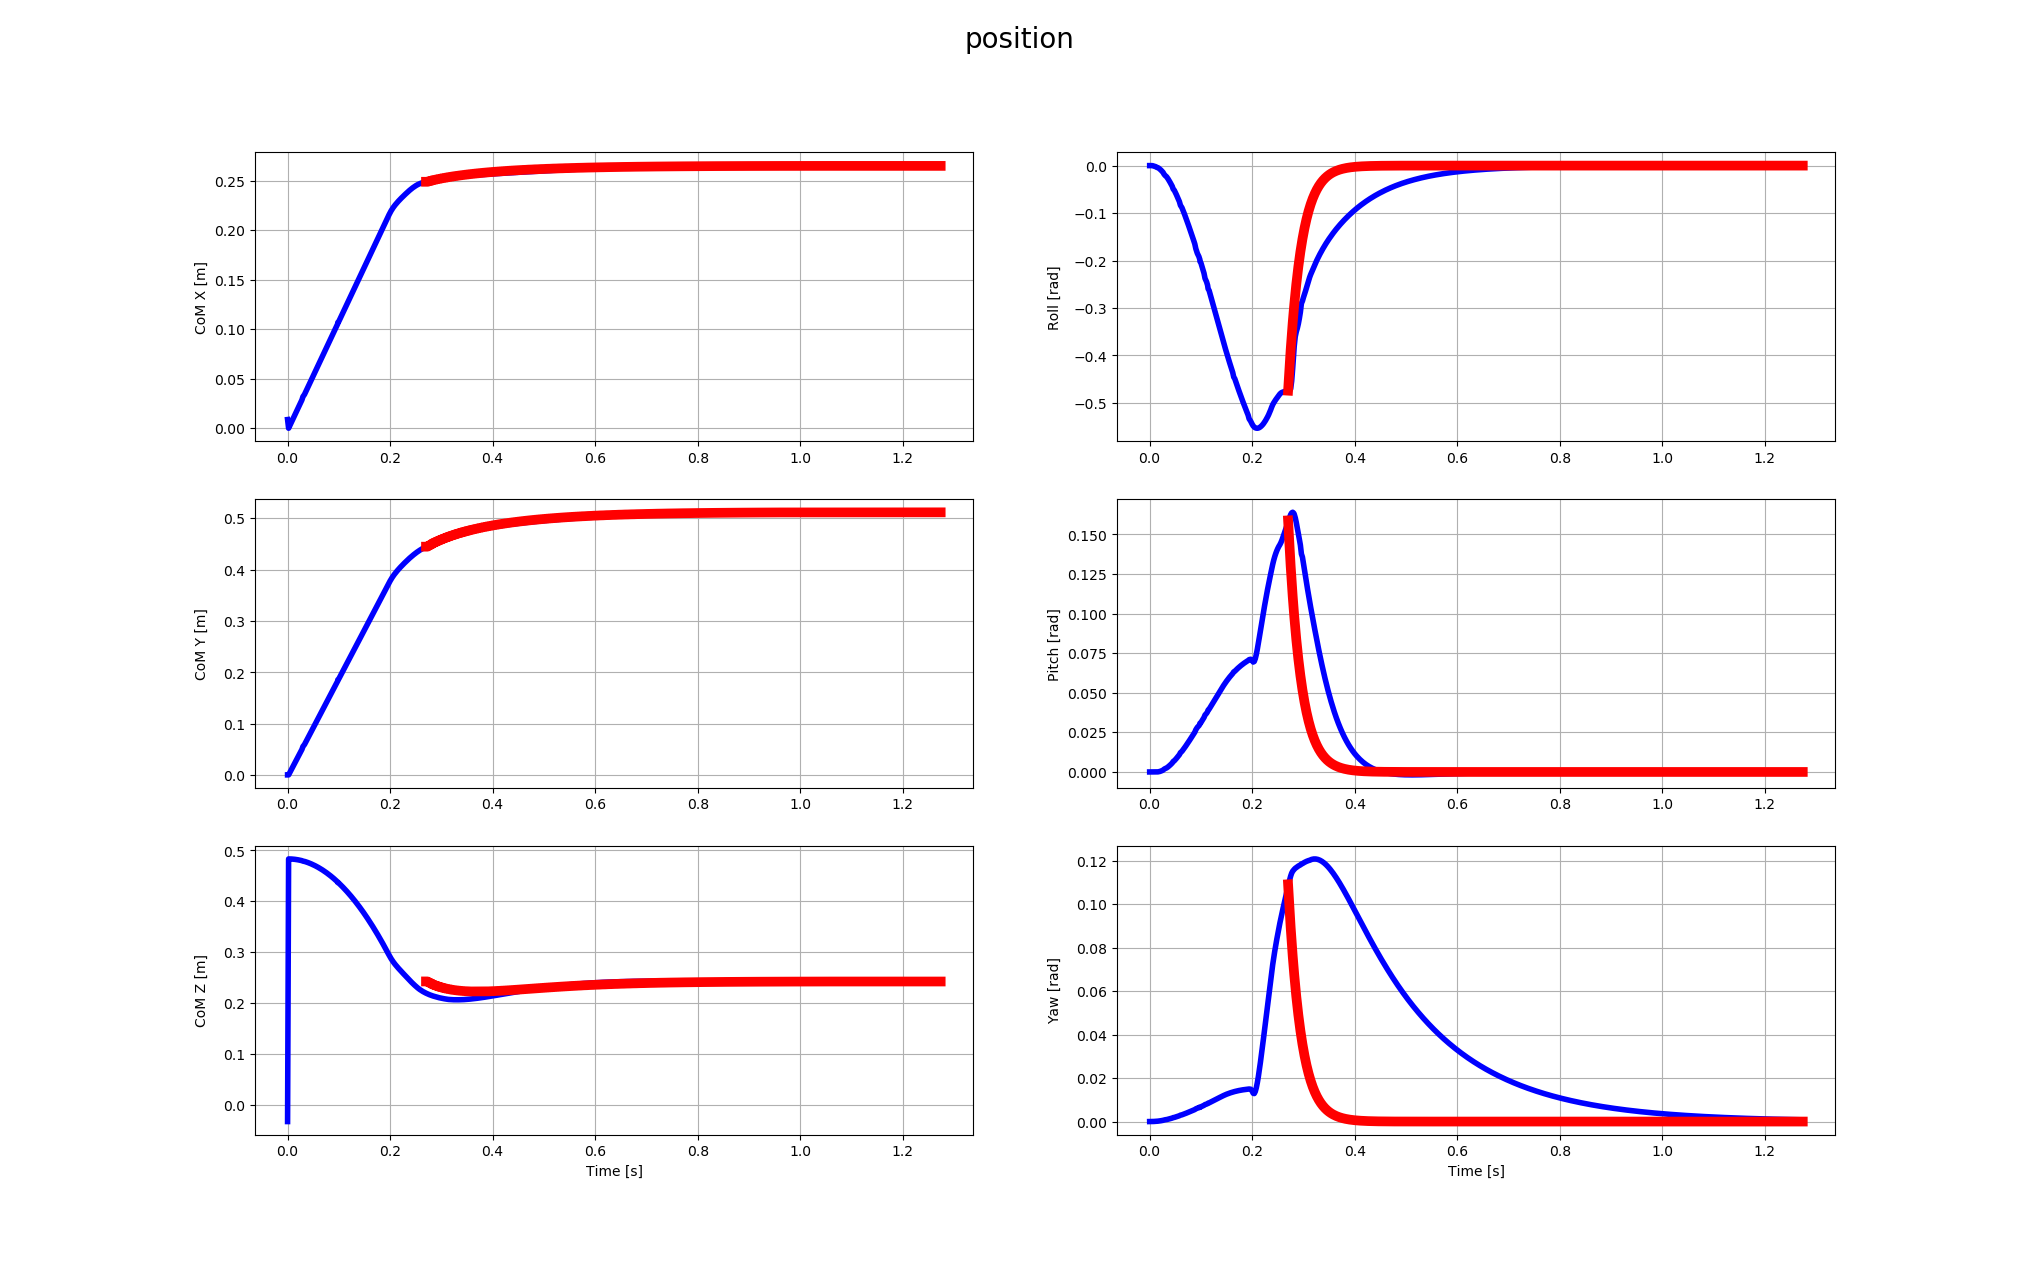 position
CoM X [m]
0.25
0.20
0.15
0.10
0.05
0.00
0.0 0.2 0.4 0.6 0.8 1.0 1.2
Roll [rad]
0.0
−0.1
−0.2
−0.3
−0.4
−0.5
0.0 0.2 0.4 0.6 0.8 1.0 1.2
CoM Y [m]
0.5
0.4
0.3
0.2
0.1
0.0
0.0 0.2 0.4 0.6 0.8 1.0 1.2
Pitch [rad]
0.150
0.125
0.100
0.075
0.050
0.025
0.000
0.0 0.2 0.4 0.6 0.8 1.0 1.2
CoM Z [m]
0.5
0.4
0.3
0.2
0.1
0.0
0.0 0.2 0.4 0.6 0.8 1.0 1.2
Time [s]
Yaw [rad]
0.12
0.10
0.08
0.06
0.04
0.02
0.00
0.0 0.2 0.4 0.6 0.8 1.0 1.2
Time [s]